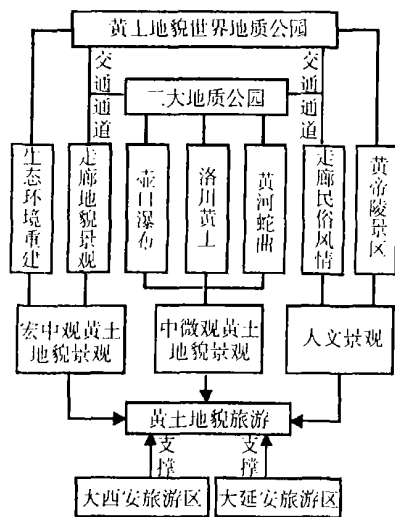 黄土地貌世界地质公园
交通通道
交通通道
二大地质公园
生态环境重建
走廊地貌景观
壶口瀑布
洛川黄土
黄河蛇曲
走廊民俗风情
黄帝陵景区
宏中观黄土
地貌景观
中微观黄土
地貌景观
人文景观
黄土地貌旅游
支撑
支撑
大西安旅游区
大延安旅游区